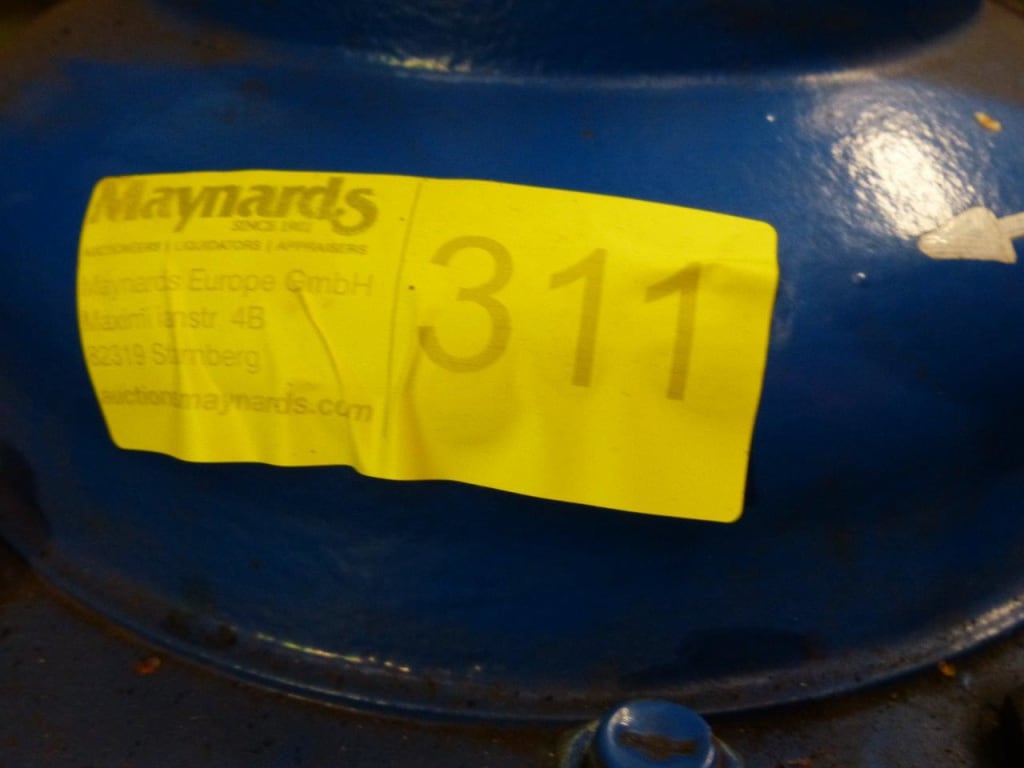 Maynards
SINCE 1902
AUCTIONEERS | LIQUIDATORS | APPRAISERS
Maynards Europe GmbH
Maximilianstr. 4B
82319 Starnberg
auctions.maynards.com
311